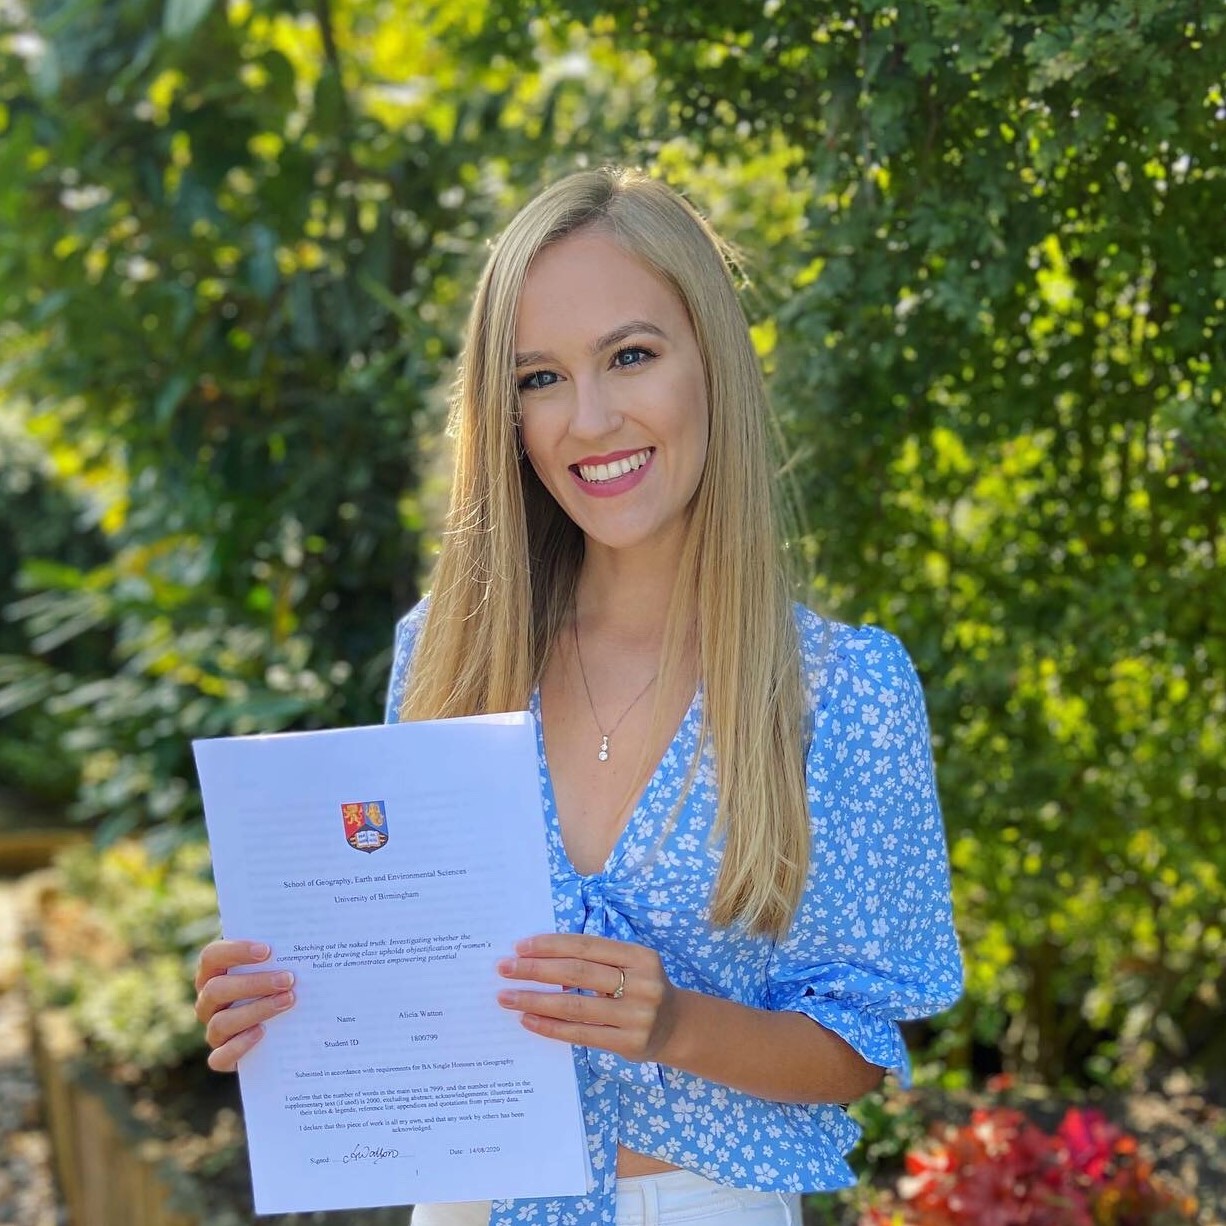 School of Geography, Earth and Environmental Sciences
University of Birmingham
Sketching out the naked truth: Investigating whether the
contemporary life drawing class upholds objectification of women's
bodies or demonstrates empowering potential
Name Alicia Watton
Student ID 1800799
Submitted in accordance with requirements for BA Single Honours in Geography
I confirm that the number of words in the main text is 7999, and the number of words in the
supplementary text (if used) is 2000, excluding abstract, acknowledgements, illustrations and
their titles & legends, reference list, appendices and quotations from primary data.
I declare that this piece of work is all my own, and that any work by others has been
acknowledged.
Signed: Date: 14/08/2020
1